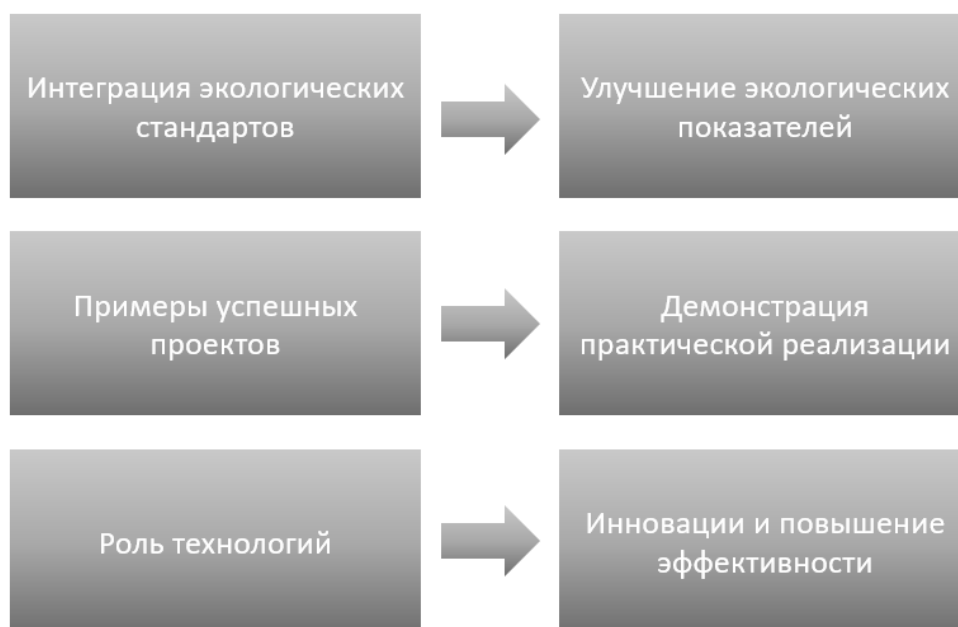 Интеграция экологических
стандартов
Улучшение экологических
показателей
Примеры успешных
проектов
Демонстрация
практической реализации
Роль технологий
Инновации и повышение
эффективности